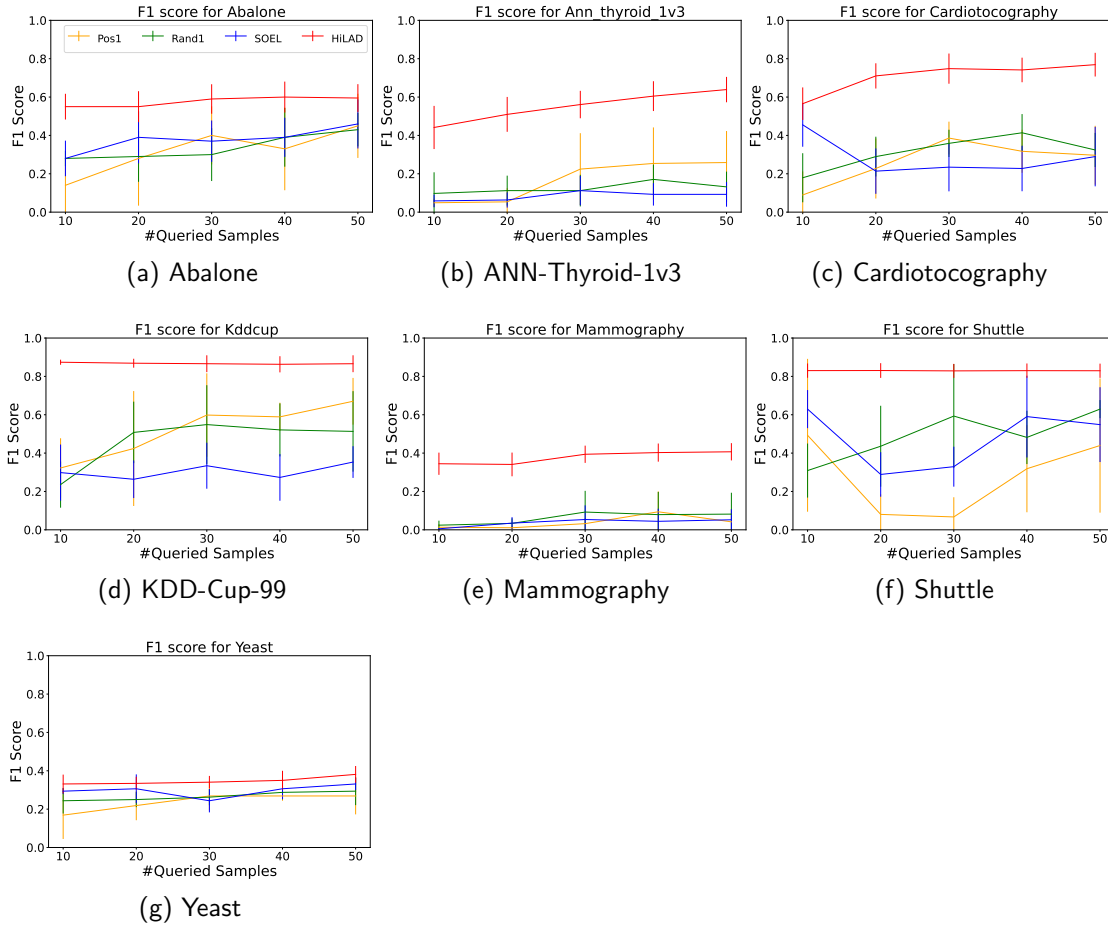 F1 score for Abalone
F1 Score
1.0
0.8
0.6
0.4
0.2
0.0
Pos1 Rand1 SOEL HiLAD
10 20 30 40 50
#Queried Samples
(a) Abalone
F1 score for Ann_thyroid_1v3
F1 Score
1.0
0.8
0.6
0.4
0.2
0.0
10 20 30 40 50
#Queried Samples
(b) ANN-Thyroid-1v3
F1 score for Cardiotocography
F1 Score
1.0
0.8
0.6
0.4
0.2
0.0
10 20 30 40 50
#Queried Samples
(c) Cardiotocography
F1 score for Kddcup
F1 Score
1.0
0.8
0.6
0.4
0.2
0.0
10 20 30 40 50
#Queried Samples
(d) KDD-Cup-99
F1 score for Mammography
F1 Score
1.0
0.8
0.6
0.4
0.2
0.0
10 20 30 40 50
#Queried Samples
(e) Mammography
F1 score for Shuttle
F1 Score
1.0
0.8
0.6
0.4
0.2
0.0
10 20 30 40 50
#Queried Samples
(f) Shuttle
F1 score for Yeast
F1 Score
1.0
0.8
0.6
0.4
0.2
0.0
10 20 30 40 50
#Queried Samples
(g) Yeast